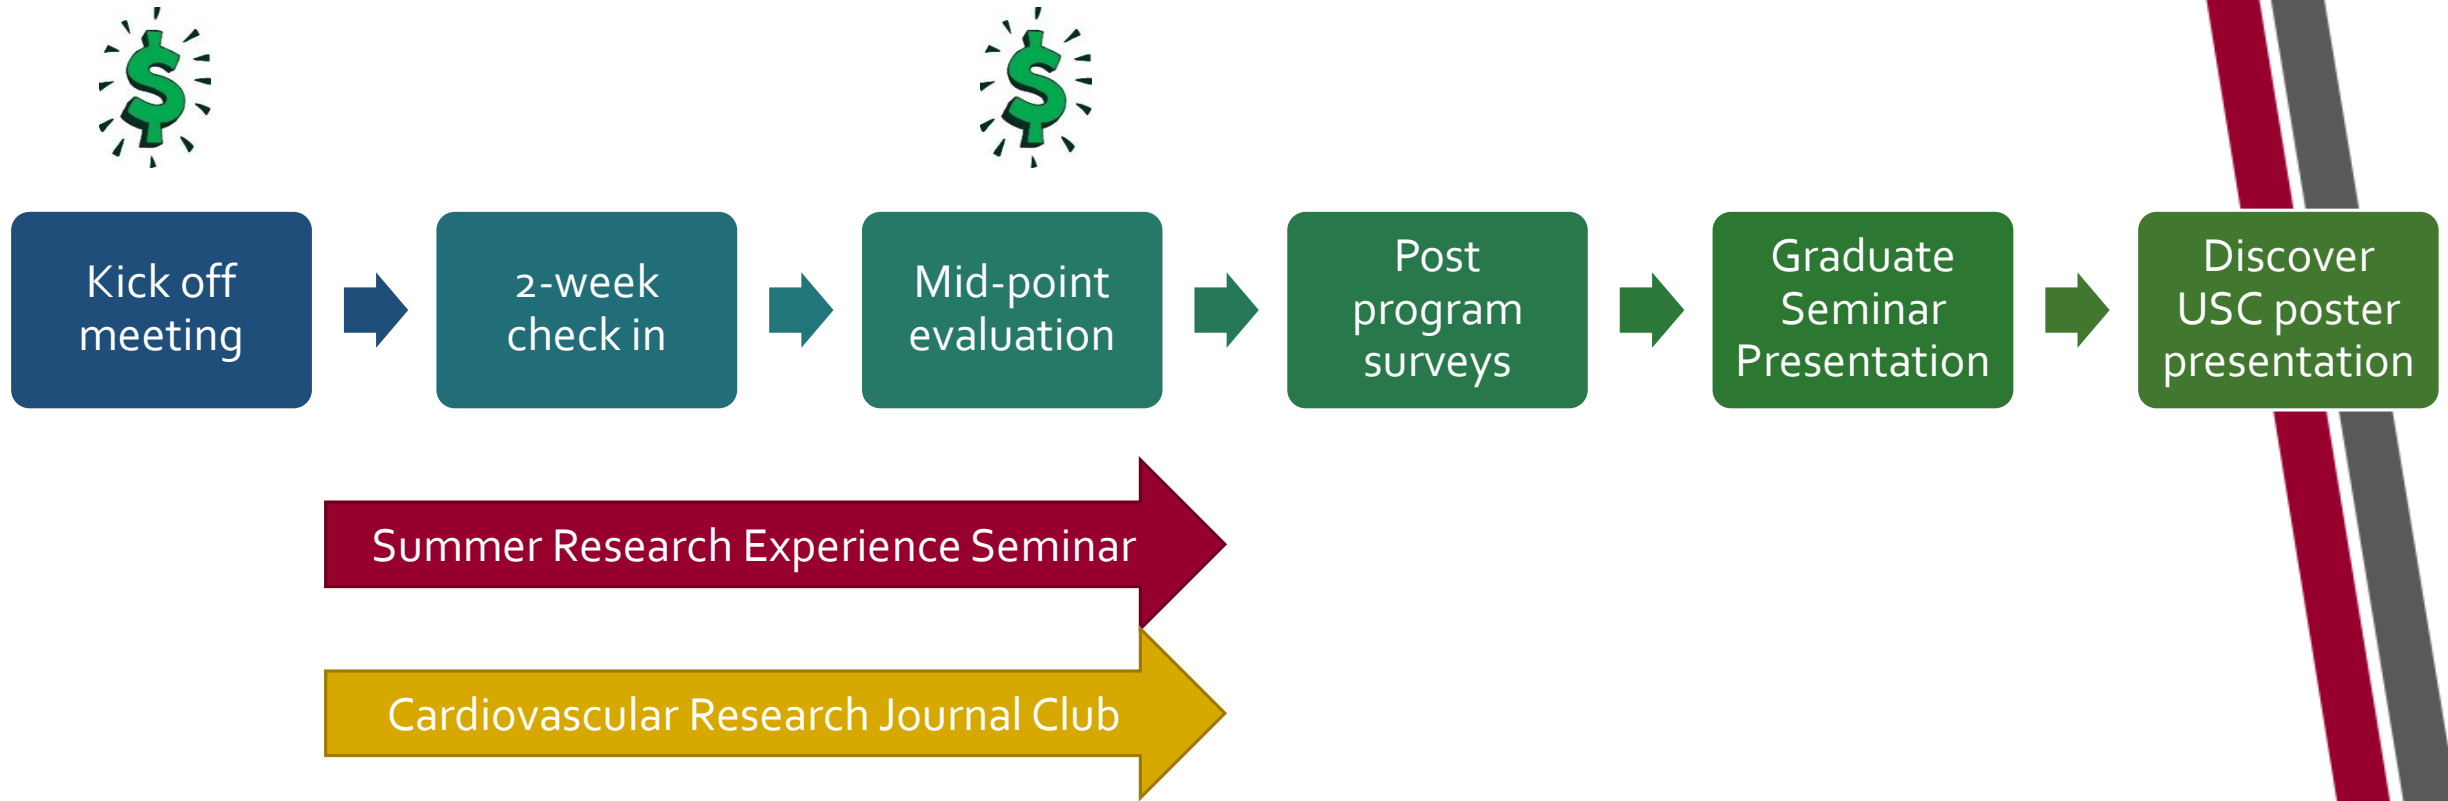 Kick off
meeting
2-week
check in
Mid-point
evaluation
Post
program
surveys
Graduate
Seminar
Presentation
Discover
USC poster
presentation
Summer Research Experience Seminar
Cardiovascular Research Journal Club